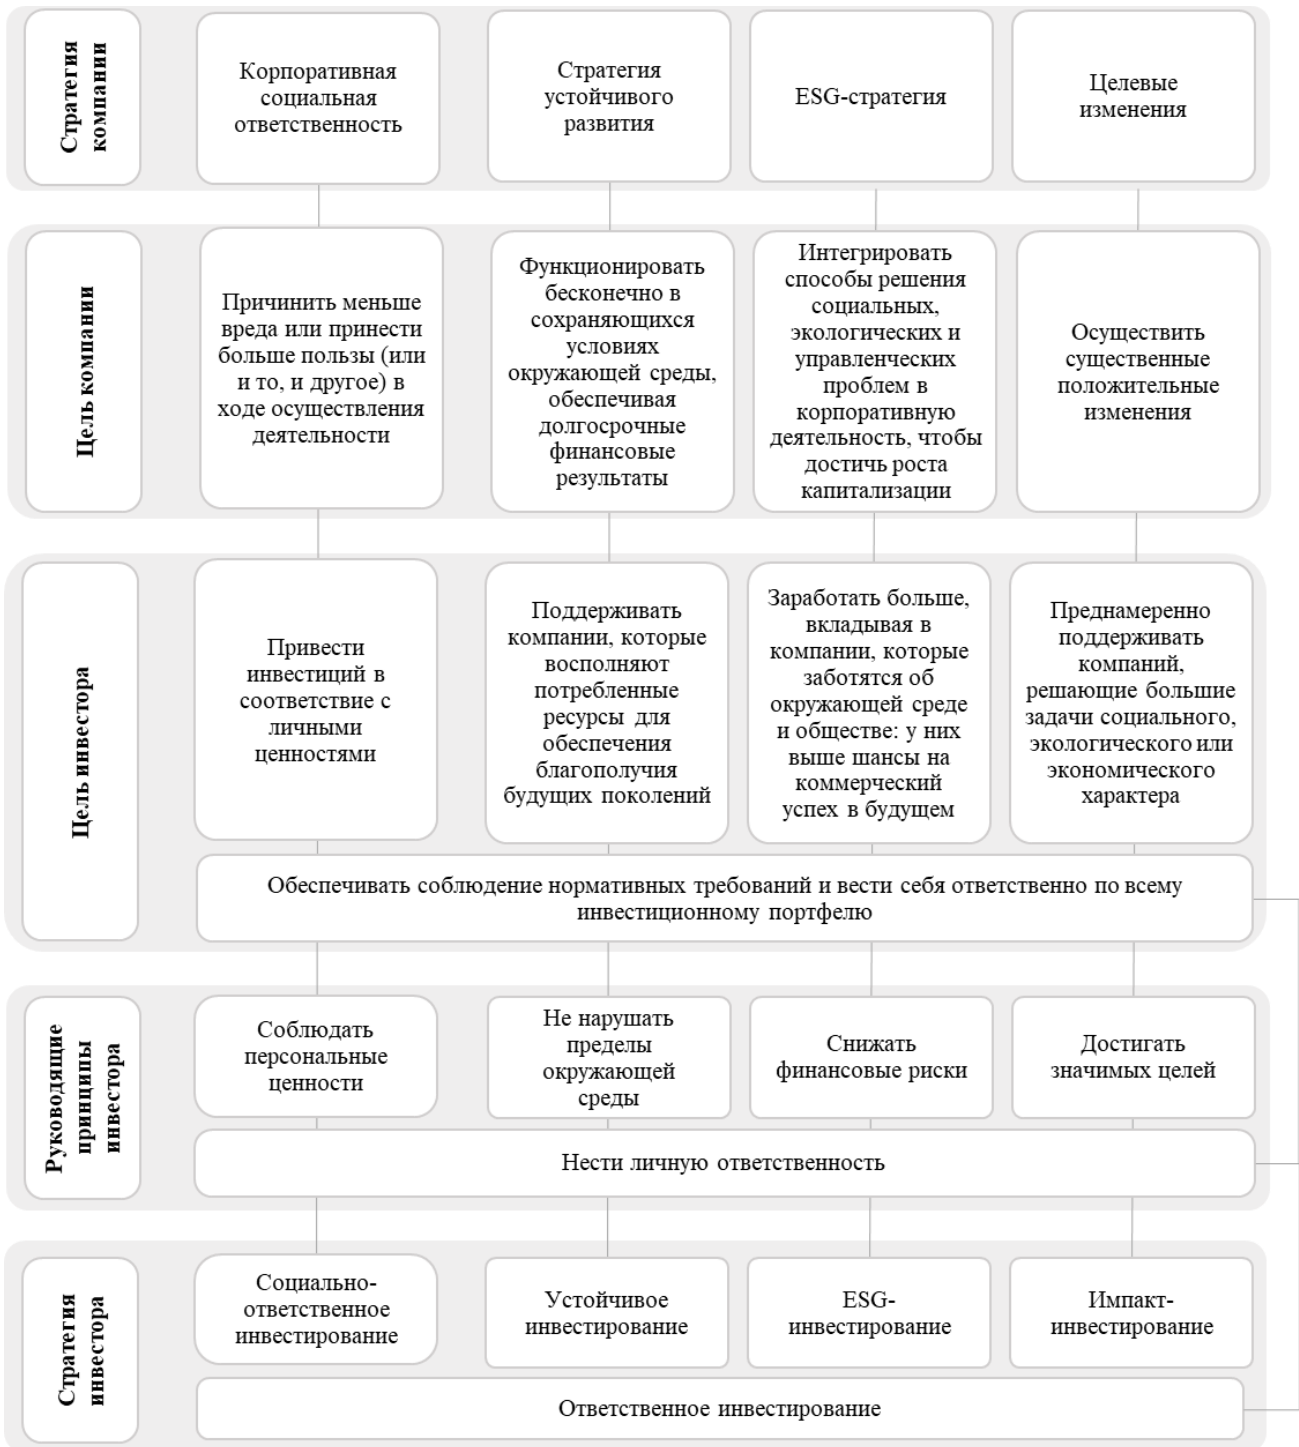 Стратегия
компании
Корпоративная
социальная
ответственность
Стратегия
устойчивого
развития
ESG-стратегия
Целевые
изменения
Цель компании
Причинить меньше
вреда или принести
больше пользы (или
и то, и другое) в
ходе осуществления
деятельности
Функционировать
бесконечно в
сохраняющихся
условиях
окружающей среды,
обеспечивая
долгосрочные
финансовые
результаты
Интегрировать
способы решения
социальных,
экологических и
управленческих
проблем в
корпоративную
деятельность, чтобы
достичь роста
капитализации
Осуществить
существенные
положительные
изменения
Цель инвестора
Привести
инвестиций в
соответствие с
личными
ценностями
Поддерживать
компании, которые
восполняют
потребленные
ресурсы для
обеспечения
благополучия
будущих поколений
Заработать больше,
вкладывая в
компании, которые
заботятся об
окружающей среде
и обществе: у них
выше шансы на
коммерческий
успех в будущем
Преднамеренно
поддерживать
компаний,
решающие большие
задачи социального,
экологического или
экономического
характера
Обеспечивать соблюдение нормативных требований и вести себя ответственно по всему
инвестиционному портфелю
Руководящие
принципы
инвестора
Соблюдать
персональные
ценности
Не нарушать
пределы
окружающей
среды
Снижать
финансовые риски
Достигать
значимых целей
Нести личную ответственность
Стратегия
инвестора
Социально-
ответственное
инвестирование
Устойчивое
инвестирование
ESG-
инвестирование
Импакт-
инвестирование
Ответственное инвестирование